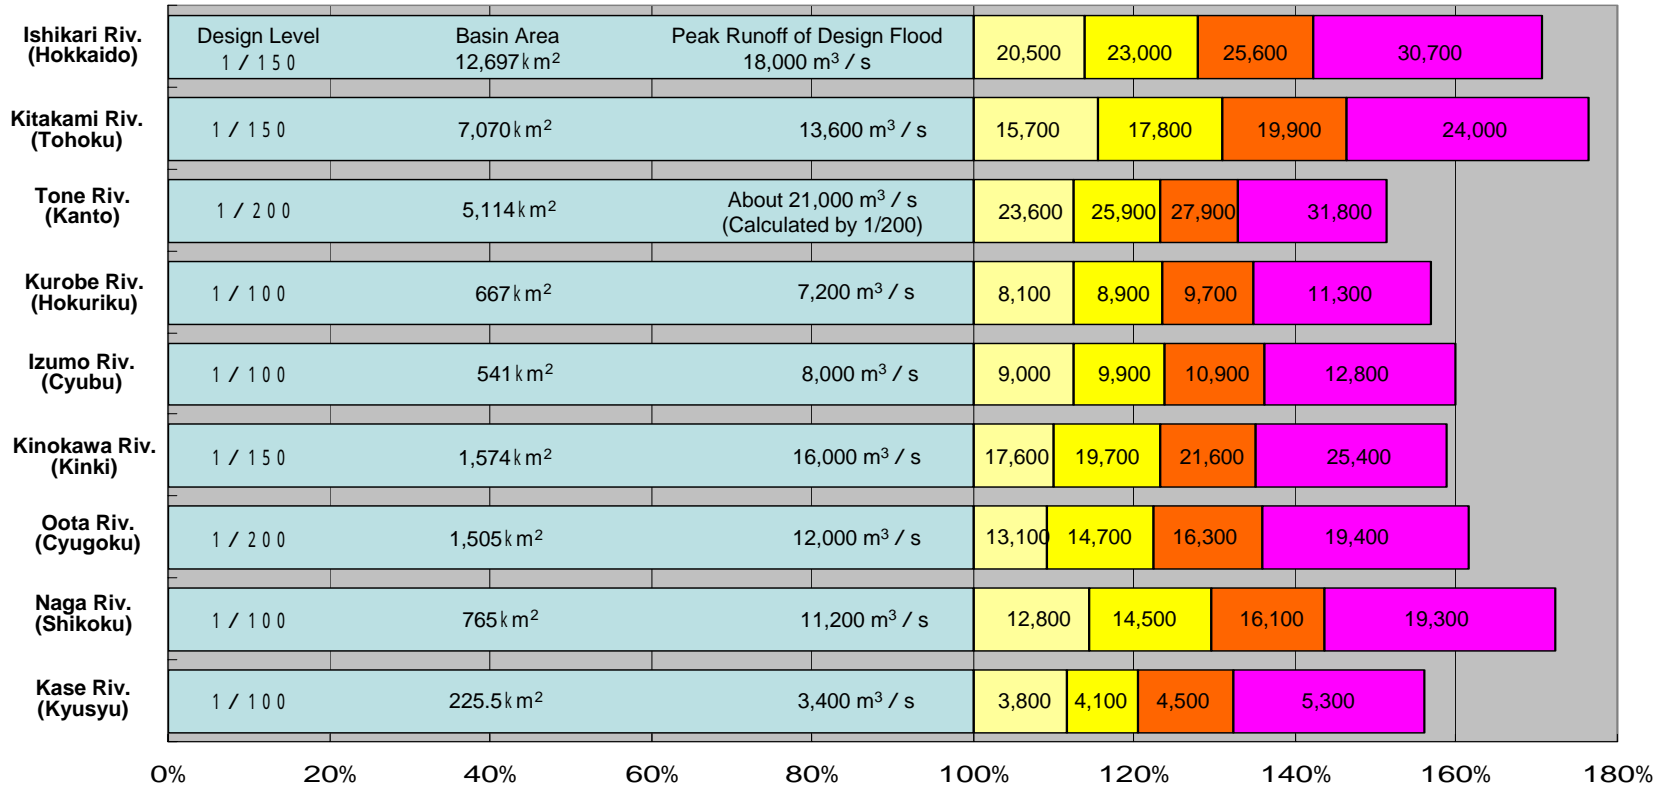 Ishikari Riv.
(Hokkaido)
Design Level
1/150
Basin Area
12,697km²
Peak Runoff of Design Flood
18,000 m³/s
20,500 23,000 25,600 30,700
Kitakami Riv.
(Tohoku)
1/150 7,070km² 13,600 m³/s 15,700 17,800 19,900 24,000
Tone Riv.
(Kanto)
1/200 5,114km²
About 21,000 m³/s
(Calculated by 1/200)
23,600 25,900 27,900 31,800
Kurobe Riv.
(Hokuriku)
1/100 667km² 7,200 m³/s 8,100 8,900 9,700 11,300
Izumo Riv.
(Cyubu)
1/100 541km² 8,000 m³/s 9,000 9,900 10,900 12,800
Kinokawa Riv.
(Kinki)
1/150 1,574km² 16,000 m³/s 17,600 19,700 21,600 25,400
Oota Riv.
(Cyugoku)
1/200 1,505km² 12,000 m³/s 13,100 14,700 16,300 19,400
Naga Riv.
(Shikoku)
1/100 765km² 11,200 m³/s 12,800 14,500 16,100 19,300
Kase Riv.
(Kyusyu)
1/100 225.5km² 3,400 m³/s 3,800 4,100 4,500 5,300
0% 20% 40% 60% 80% 100% 120% 140% 160% 180%